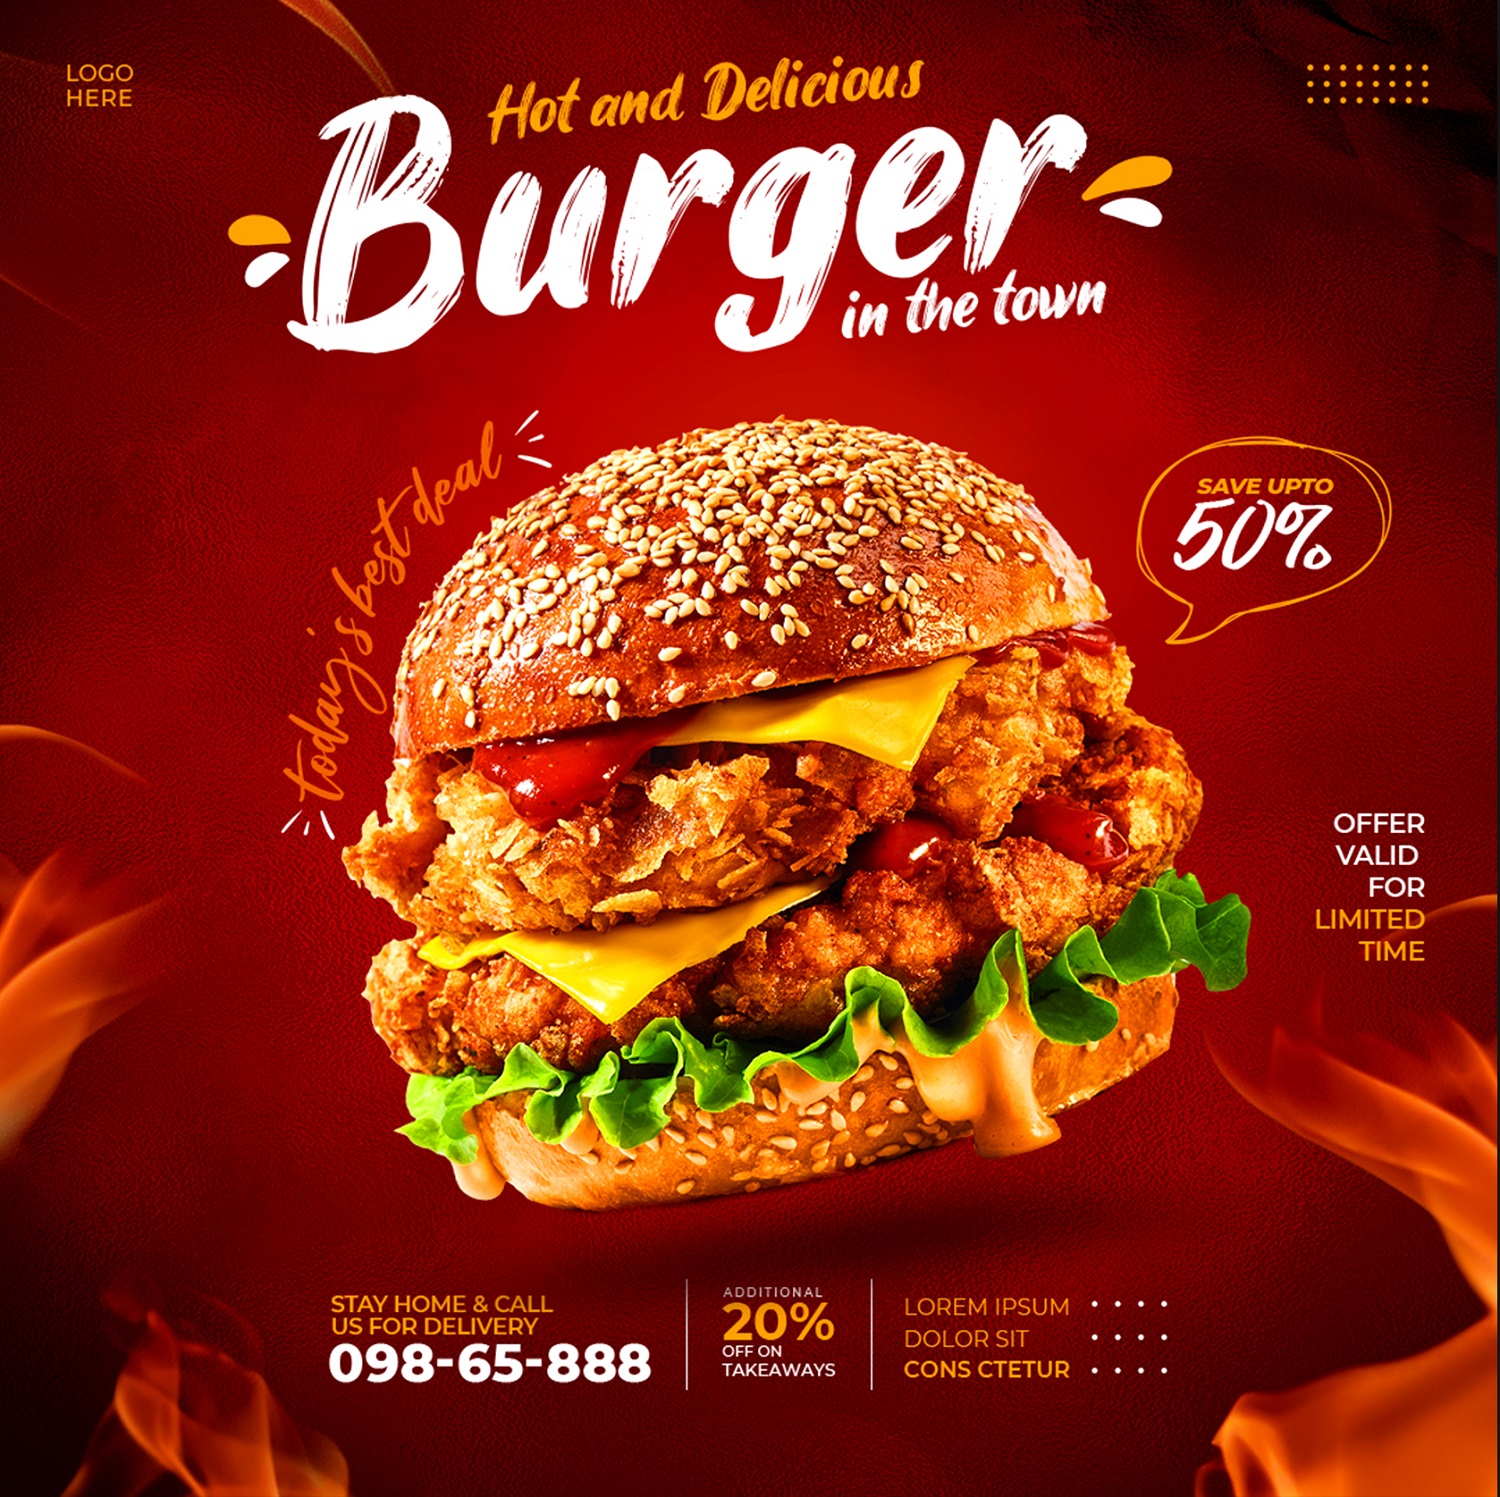 LOGO
HERE
Hot and Delicious
Burger
in the town
today's best deal
SAVE UPTO
50%
OFFER
VALID
FOR
LIMITED
TIME
STAY HOME & CALL
US FOR DELIVERY
098-65-888
ADDITIONAL
20%
OFF ON
TAKEAWAYS
LOREM IPSUM
DOLOR SIT
CONS CTETUR